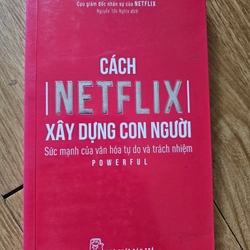 Cựu giám đốc nhân sự của NETFLIX
Nguyễn Tiến Nghĩa dịch
CÁCH
NETFLIX
XÂY DỰNG CON NGƯỜI
Sức mạnh của văn hóa tự do và trách nhiệm
POWERFUL